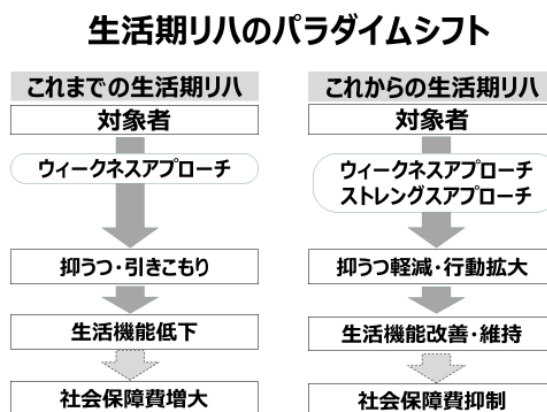 生活期リハのパラダイムシフト
これまでの生活期リハ
対象者
ウィークネスアプローチ
抑うつ・引きこもり
生活機能低下
社会保障費増大
これからの生活期リハ
対象者
ウィークネスアプローチ
ストレングスアプローチ
抑うつ軽減・行動拡大
生活機能改善・維持
社会保障費抑制